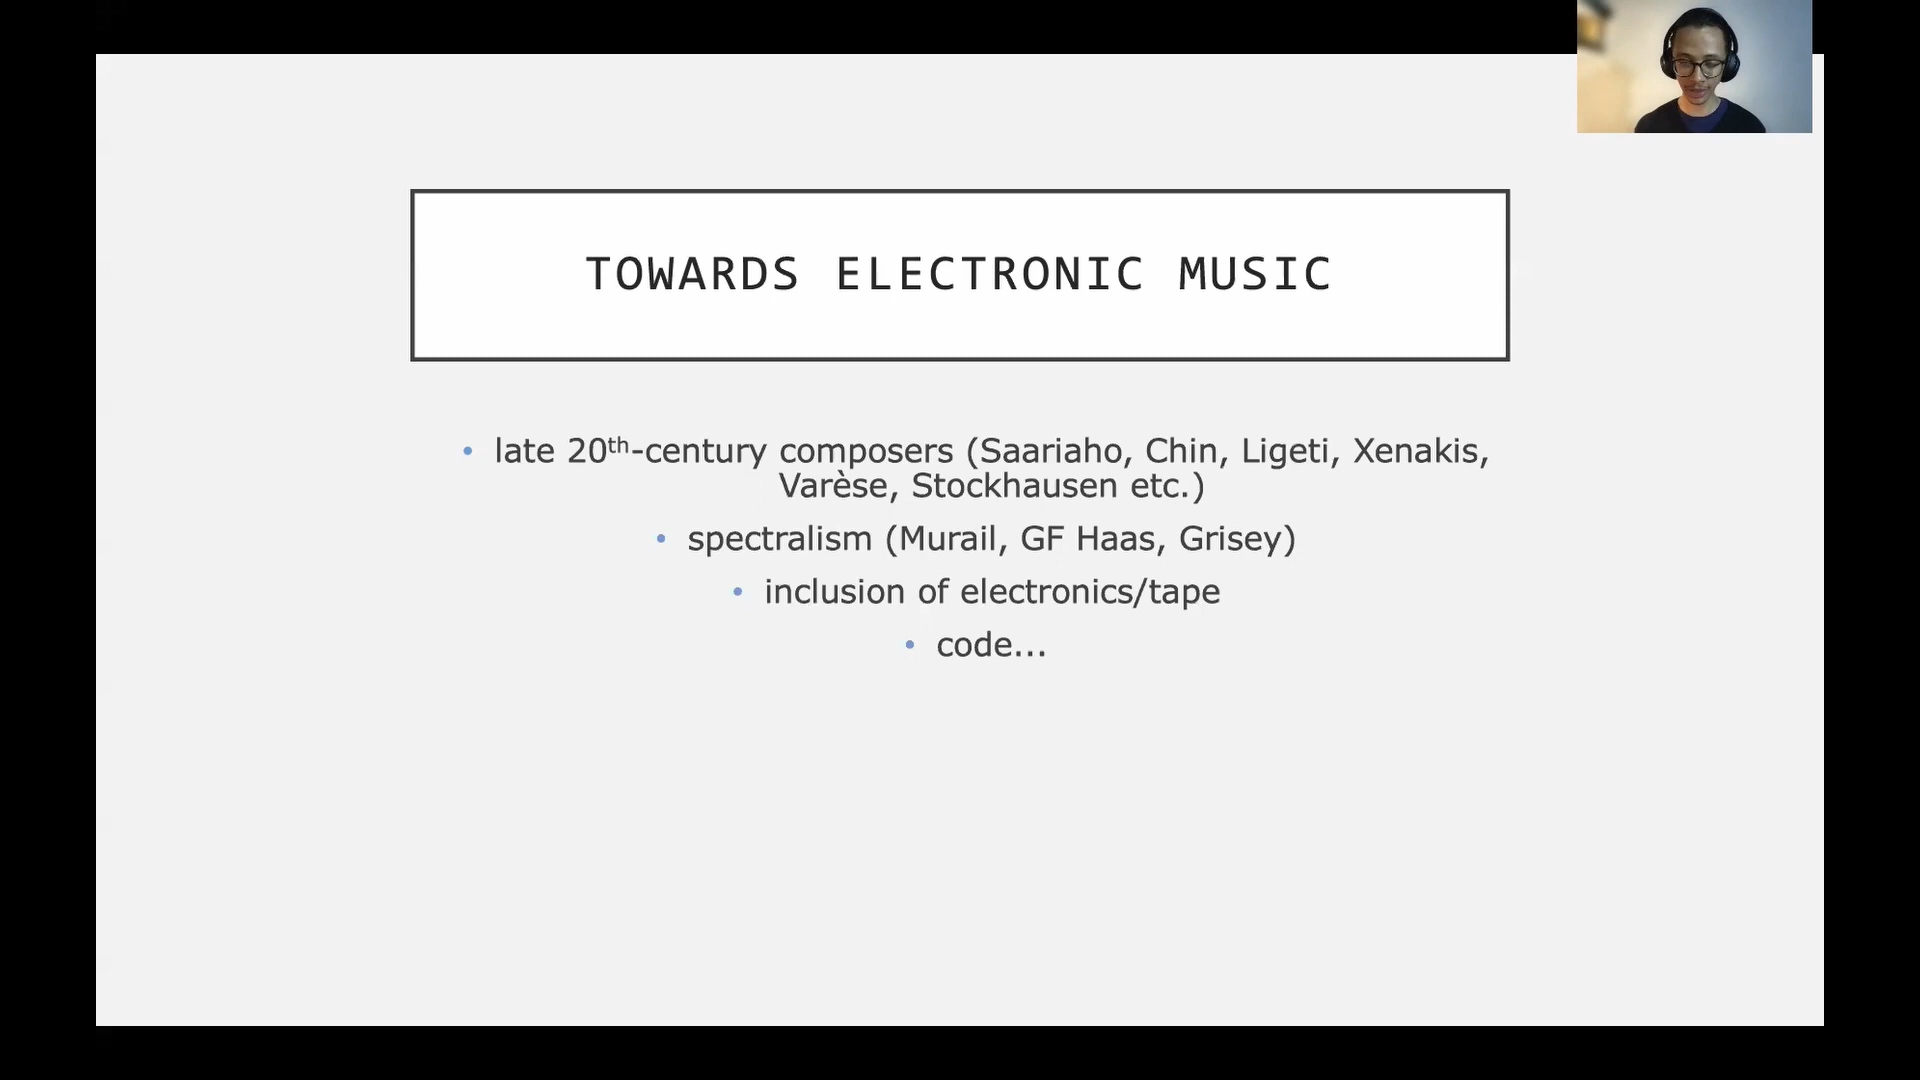 TOWARDS ELECTRONIC MUSIC
• late 20th-century composers (Saariaho, Chin, Ligeti, Xenakis,
Varèse, Stockhausen etc.)
• spectralism (Murail, GF Haas, Grisey)
• inclusion of electronics/tape
• code...